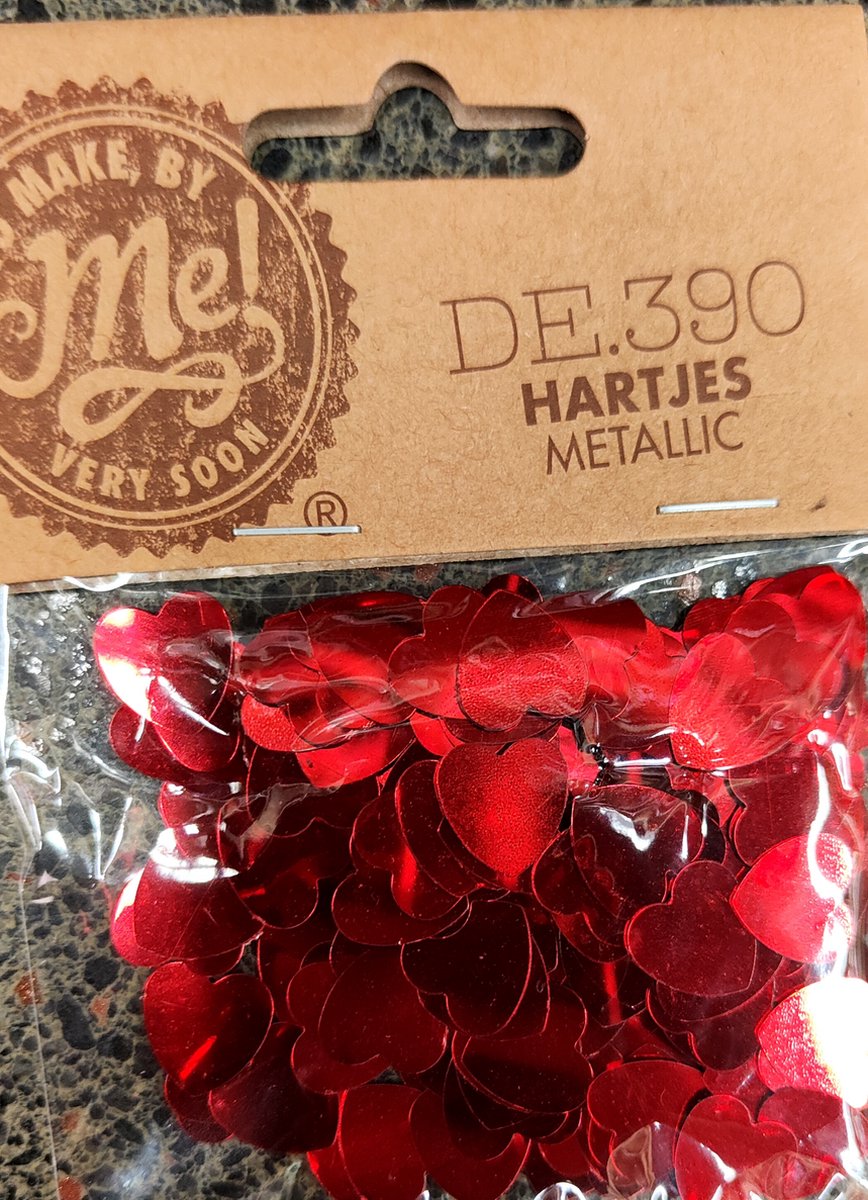 MAKE, BY
Me!
VERY SOON
®
DE.390
HARTJES
METALLIC